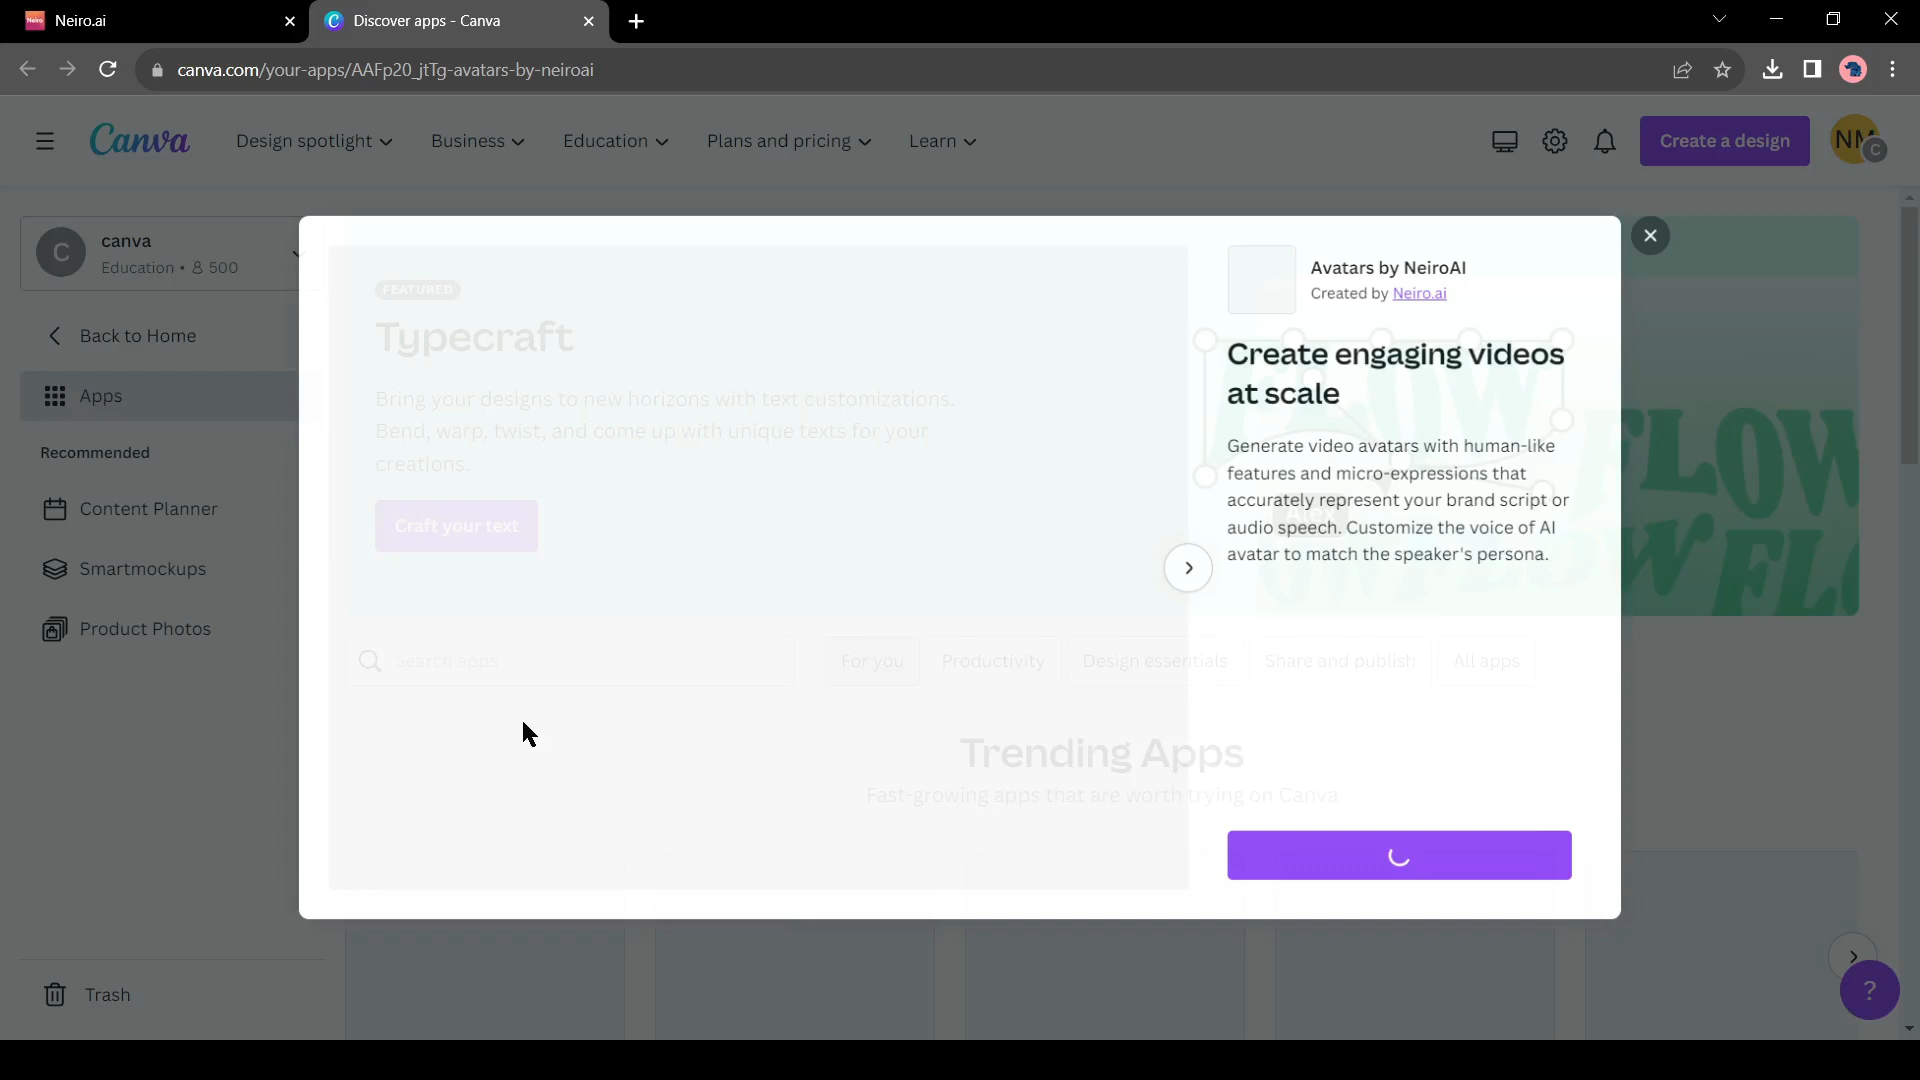 Neiro.ai
Discover apps - Canva
canva.com/your-apps/AAFp20_jtTg-avatars-by-neiroai
Canva
Design spotlight
Business
Education
Plans and pricing
Learn
Create a design
NM
C
C
canva
Education • 500
Back to Home
Apps
Recommended
Content Planner
Smartmockups
Product Photos
Trash
FEATURED
Typecraft
Bring your designs to new horizons with text customizations.
Bend, warp, twist, and come up with unique texts for your
creations.
Craft your text
Search apps
For you
Productivity
Design essentials
Share and publish
All apps
Trending Apps
Fast-growing apps that are worth trying on Canva
Avatars by NeiroAI
Created by Neiro.ai
Create engaging videos
at scale
Generate video avatars with human-like
features and micro-expressions that
accurately represent your brand script or
audio speech. Customize the voice of AI
avatar to match the speaker's persona.
FLOW
Alex
FLOW
?